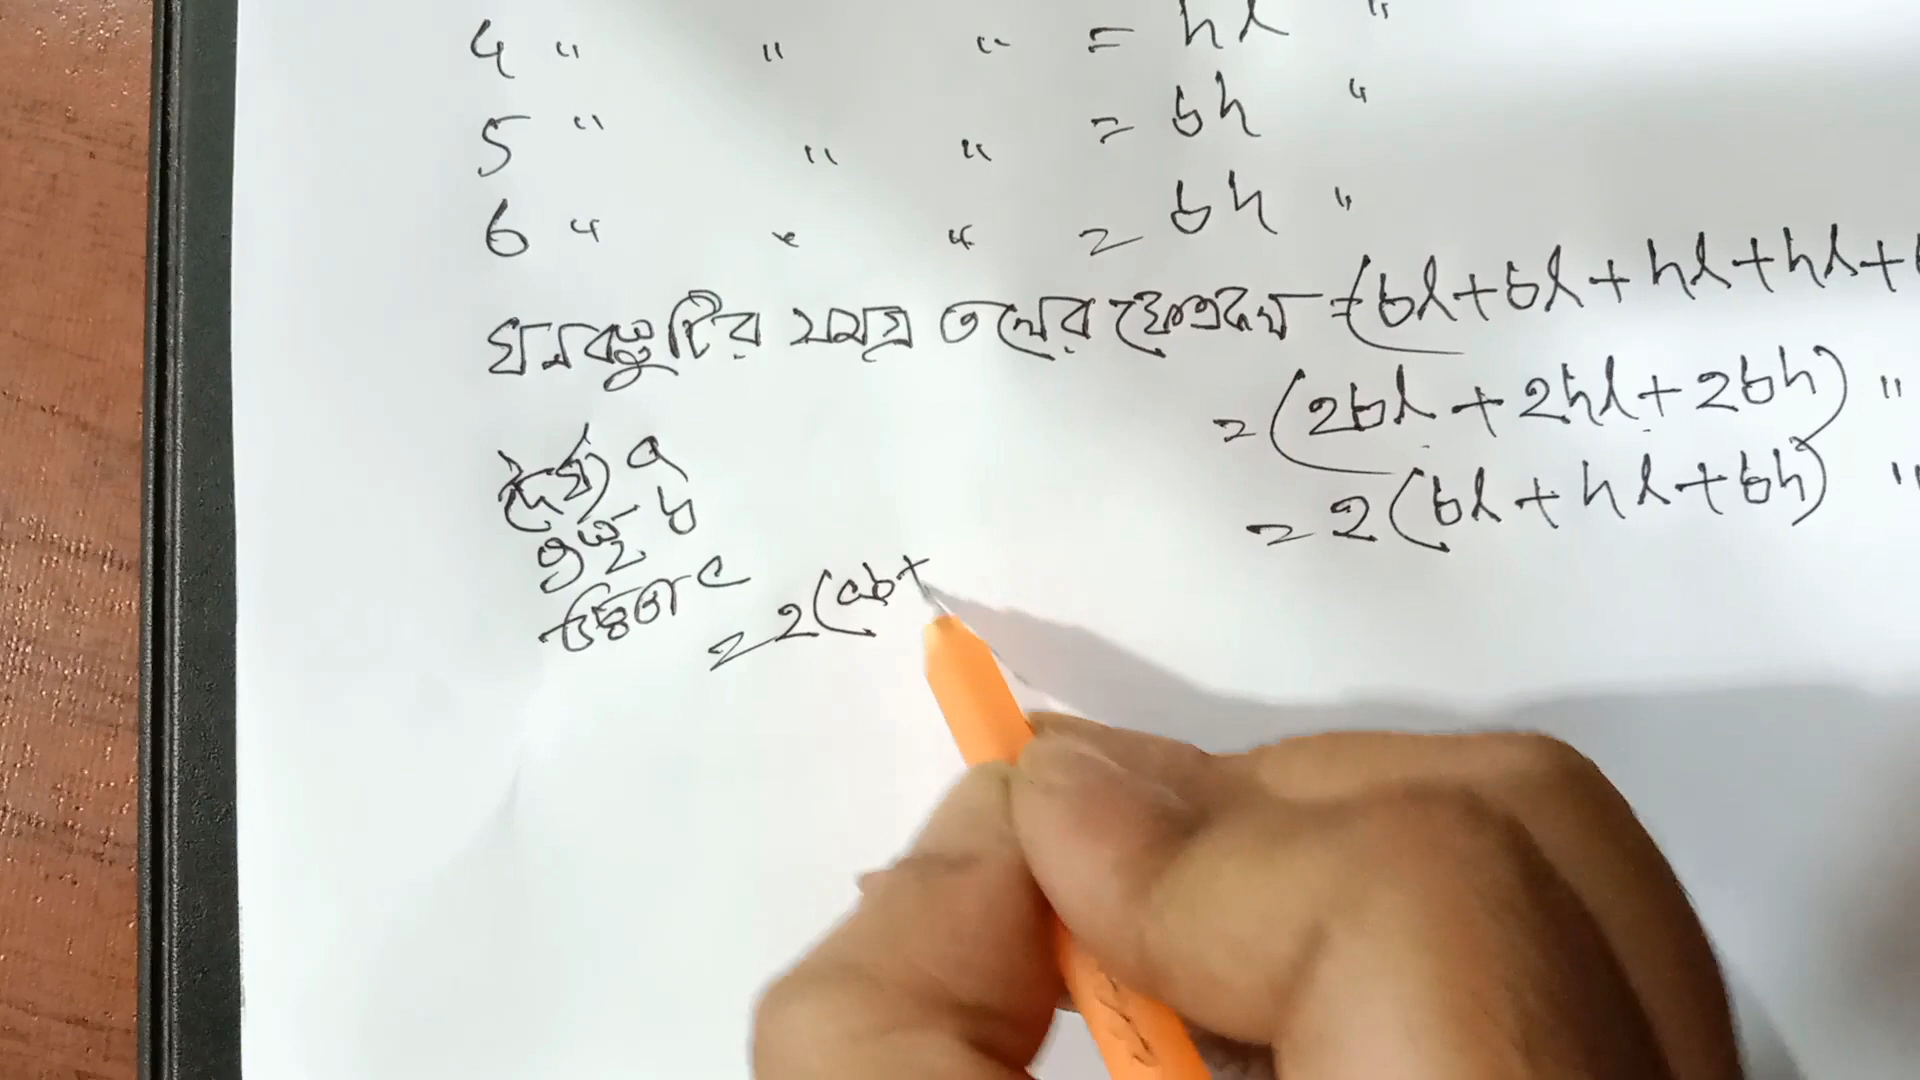 4 " " " = hl "
5 " " " = bh "
6 " " " = bh "
ঘনবস্তুটির সমগ্র তলের ক্ষেত্রফল = (bl+bl+hl+hl+
= (2bl + 2hl + 2bh) "
= 2 (bl + hl + bh) "
দৈর্ঘ্য a
প্রস্থ - b
উচ্চতা c
= 2 (ab+